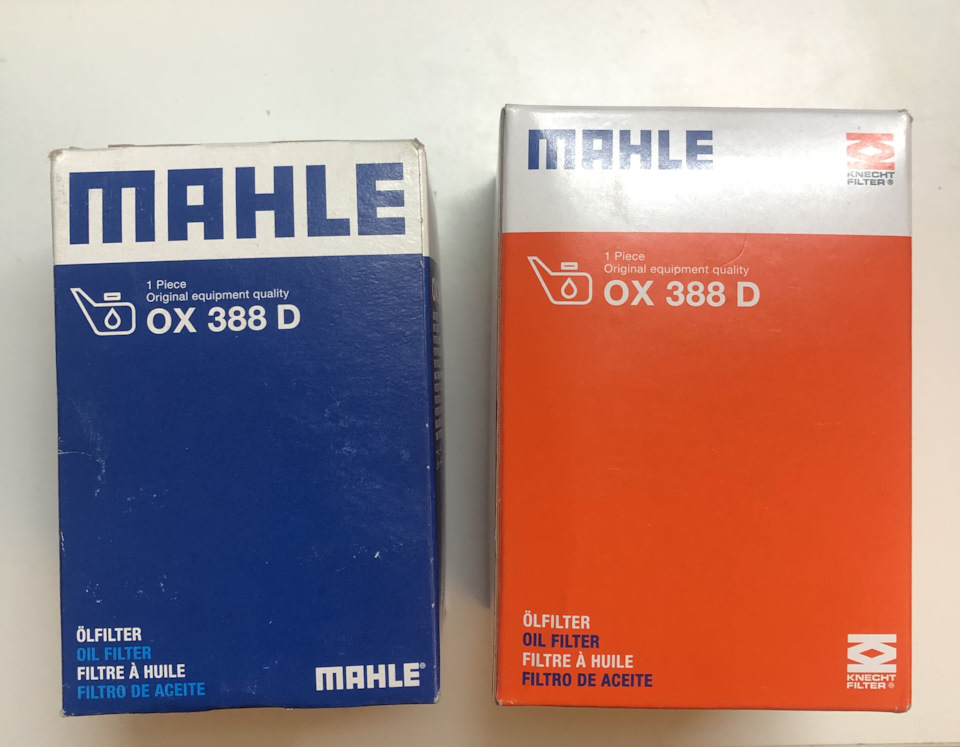 MAHLE
1 Piece
Original equipment quality
OX 388 D
ÖLFILTER
OIL FILTER
FILTRE À HUILE
FILTRO DE ACEITE
MAHLE®
MAHLE
KNECHT
FILTER®
1 Piece
Original equipment quality
OX 388 D
ÖLFILTER
OIL FILTER
FILTRE À HUILE
FILTRO DE ACEITE
KNECHT
FILTER®